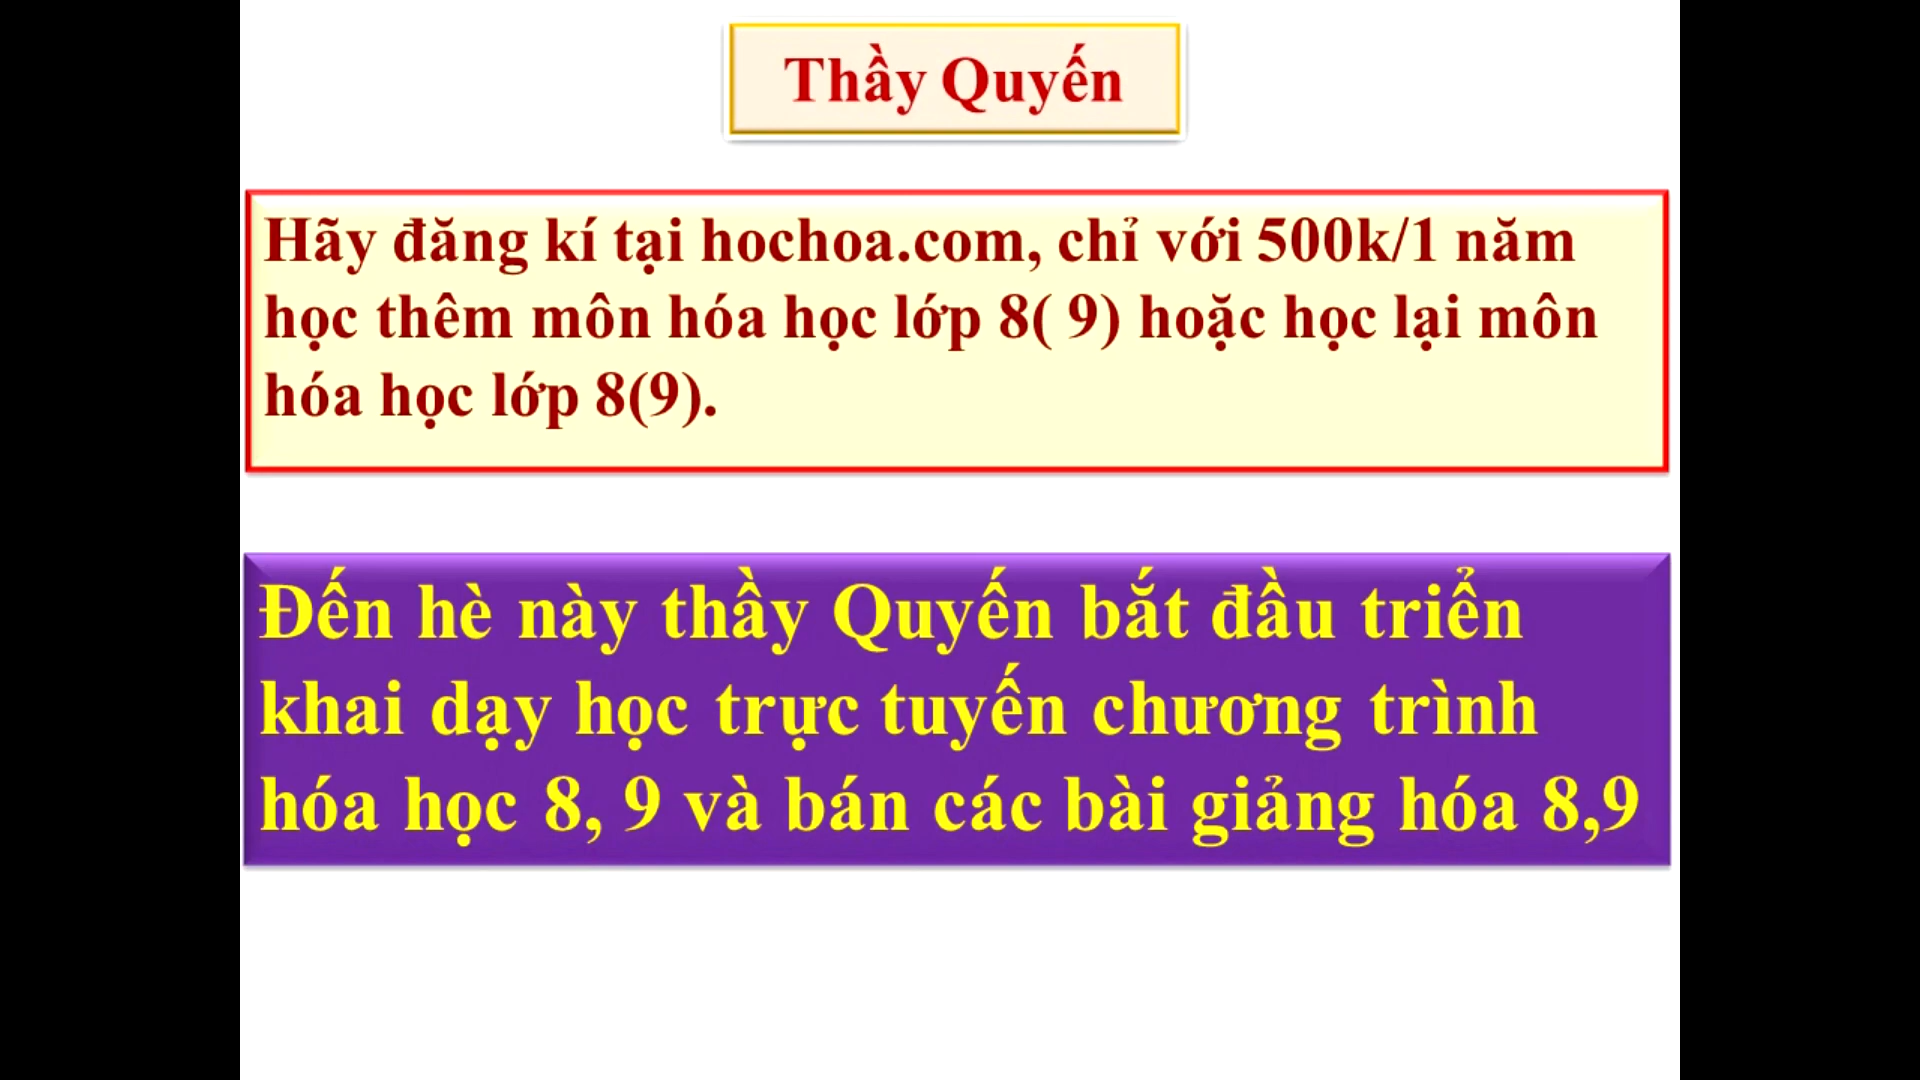 Thầy Quyến
Hãy đăng kí tại hochoa.com, chỉ với 500k/1 năm
học thêm môn hóa học lớp 8( 9) hoặc học lại môn
hóa học lớp 8(9).
Đến hè này thầy Quyến bắt đầu triển
khai dạy học trực tuyến chương trình
hóa học 8, 9 và bán các bài giảng hóa 8,9